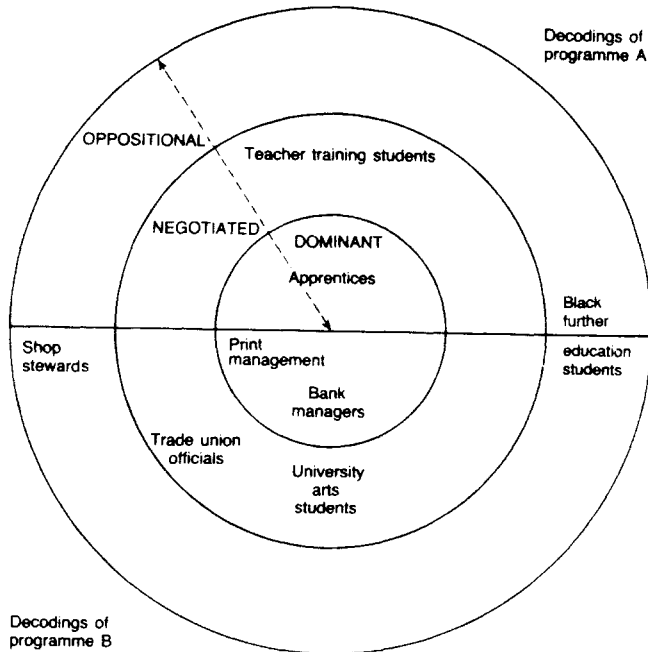 Decodings of
programme A
OPPOSITIONAL
Teacher training students
NEGOTIATED
DOMINANT
Apprentices
Black
further
education
students
Shop
stewards
Print
management
Bank
managers
Trade union
officials
University
arts
students
Decodings of
programme B